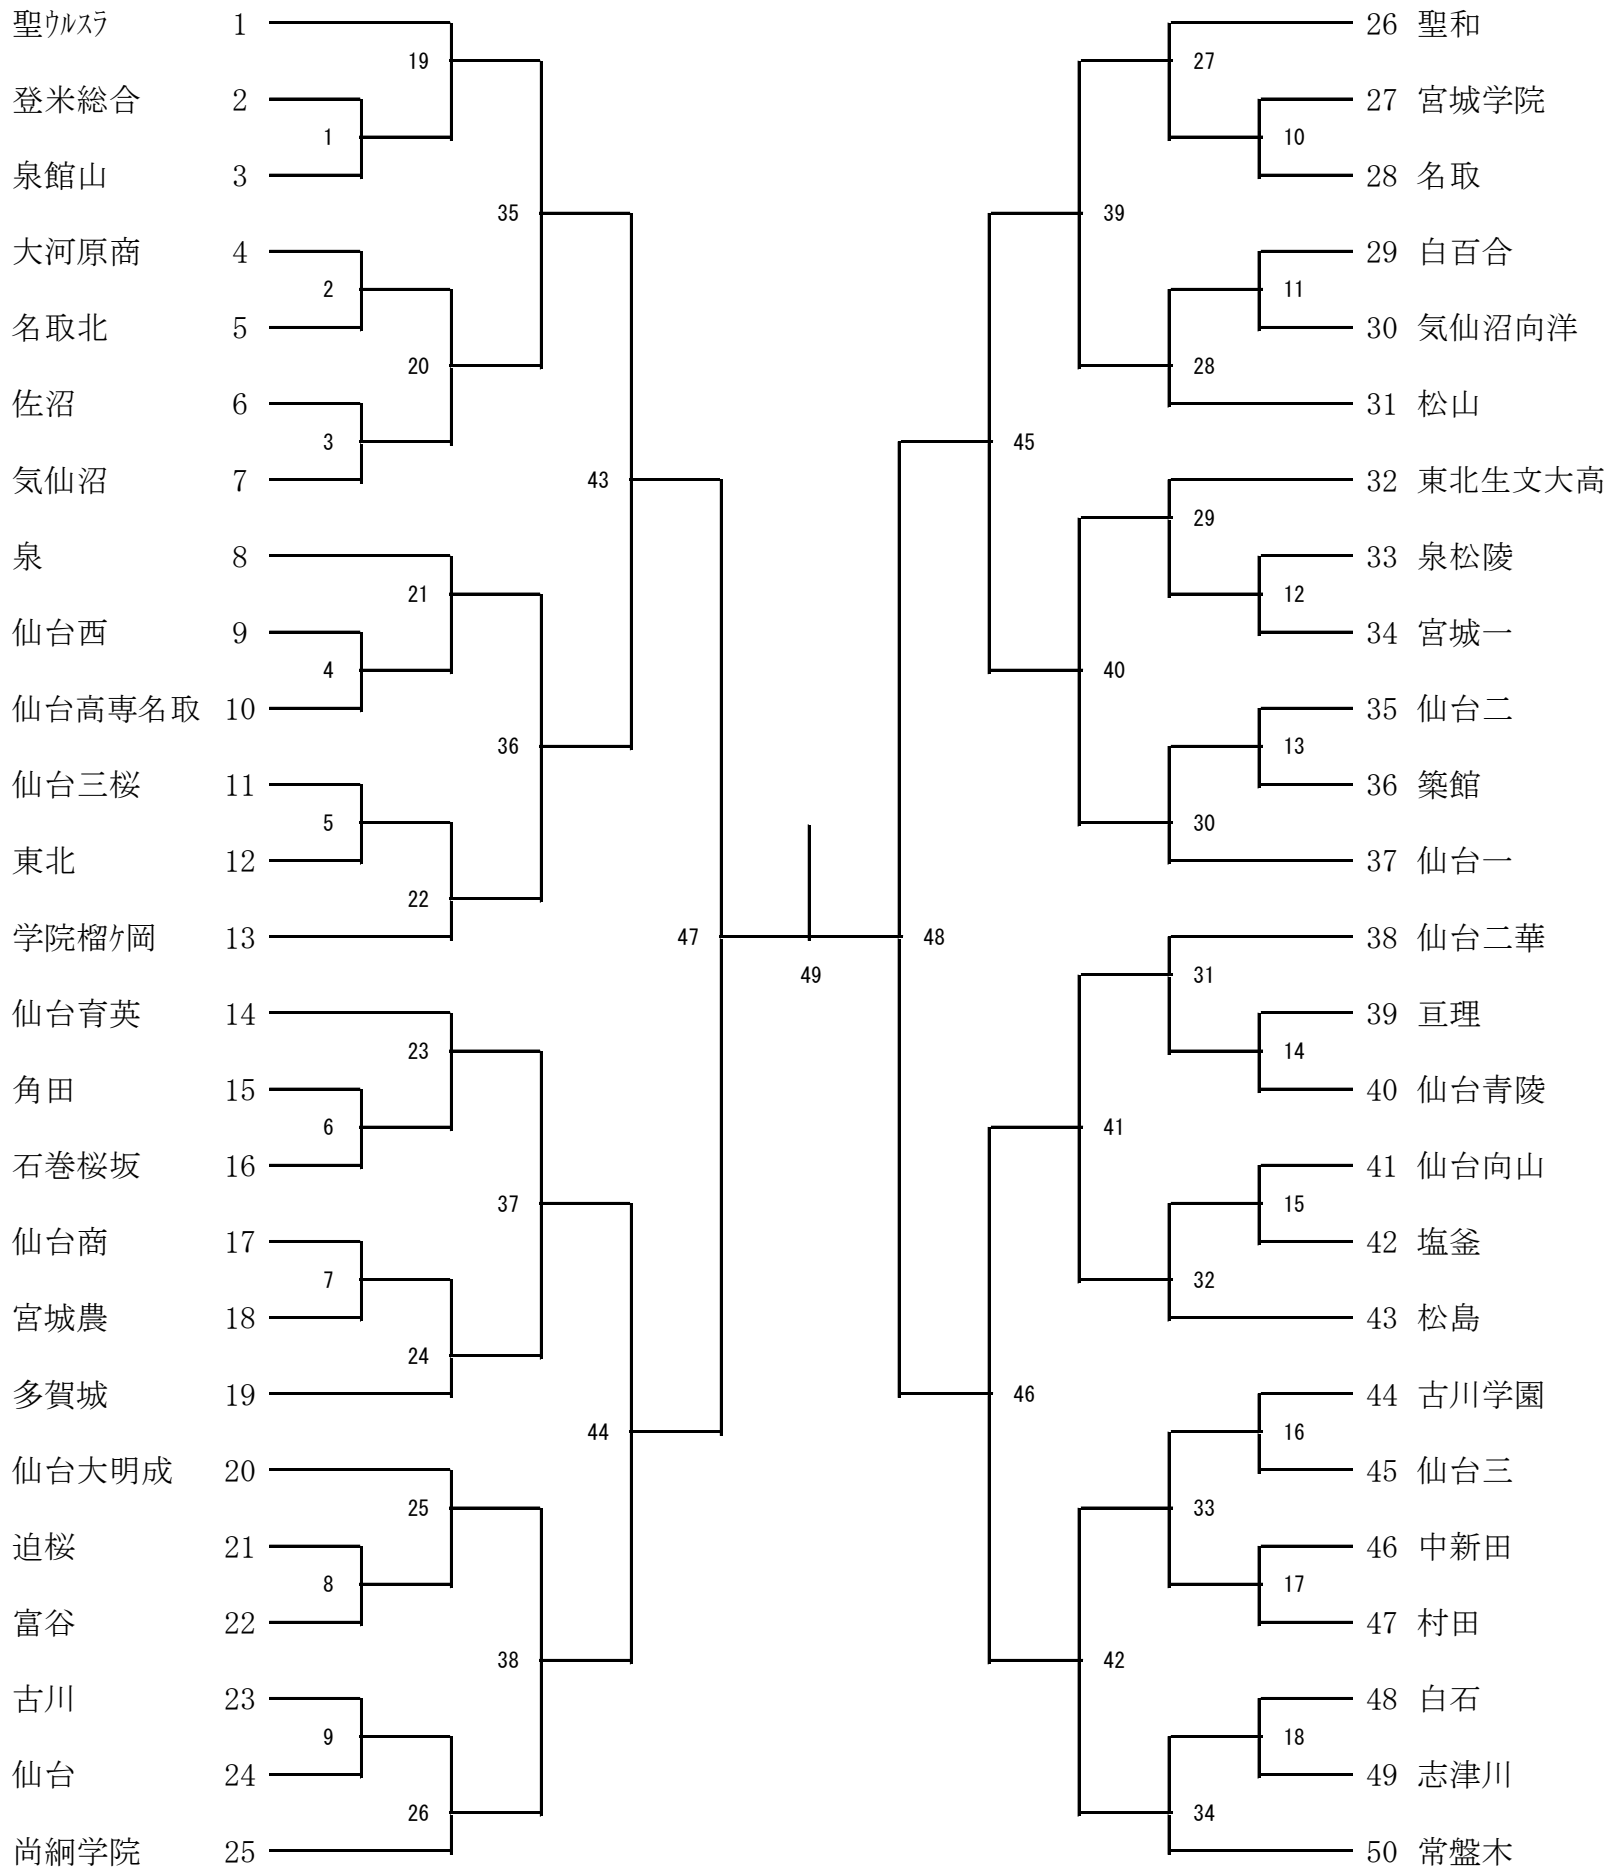 聖ｳﾙｽﾗ 1
19
登米総合 2
1
泉館山 3
35
大河原商 4
2
名取北 5
20
佐沼 6
3
気仙沼 7
43
泉 8
21
仙台西 9
4
仙台高専名取 10
36
仙台三桜 11
5
東北 12
22
学院榴ｹ岡 13
47
仙台育英 14
23
角田 15
6
石巻桜坂 16
37
仙台商 17
7
宮城農 18
24
多賀城 19
44
仙台大明成 20
25
迫桜 21
8
富谷 22
38
古川 23
9
仙台 24
26
尚絅学院 25
49
26 聖和
27
27 宮城学院
10
28 名取
39
29 白百合
11
30 気仙沼向洋
28
31 松山
45
32 東北生文大高
29
33 泉松陵
12
34 宮城一
40
35 仙台二
13
36 築館
30
37 仙台一
48
38 仙台二華
31
39 亘理
14
40 仙台青陵
41
41 仙台向山
15
42 塩釜
32
43 松島
46
44 古川学園
16
45 仙台三
33
46 中新田
17
47 村田
42
48 白石
18
49 志津川
34
50 常盤木